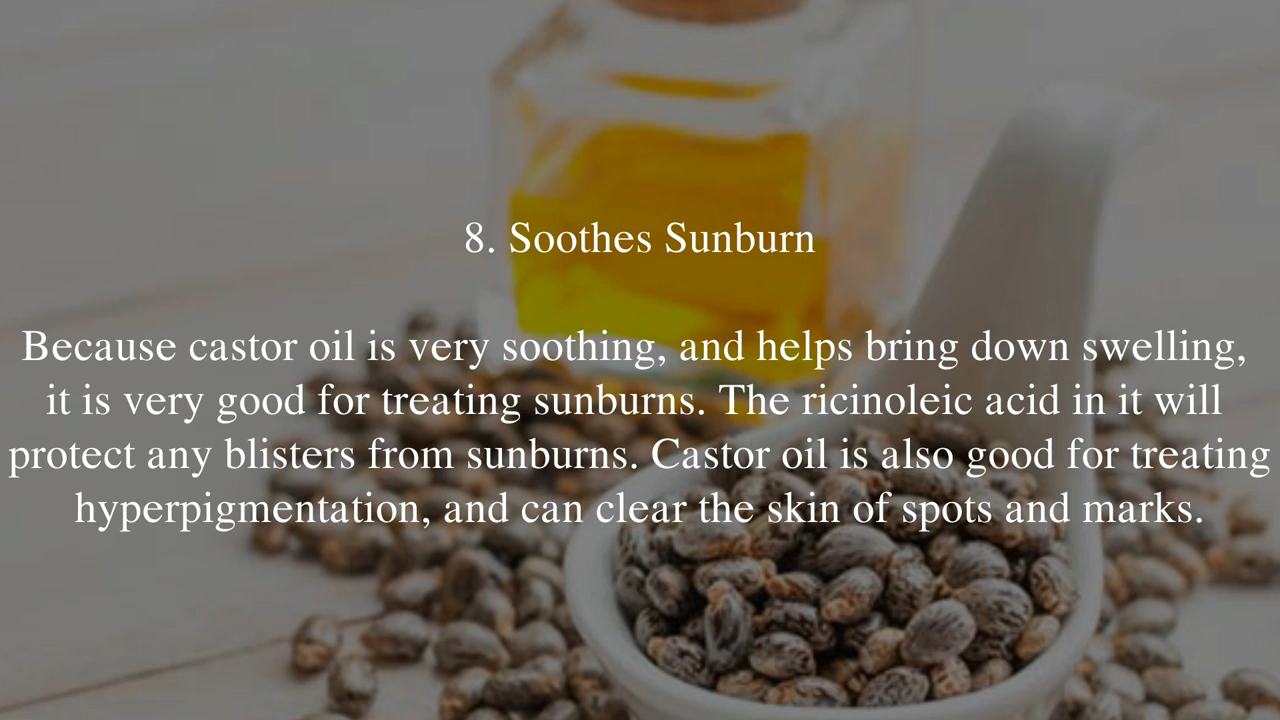 8. Soothes Sunburn
Because castor oil is very soothing, and helps bring down swelling,
it is very good for treating sunburns. The ricinoleic acid in it will
protect any blisters from sunburns. Castor oil is also good for treating
hyperpigmentation, and can clear the skin of spots and marks.